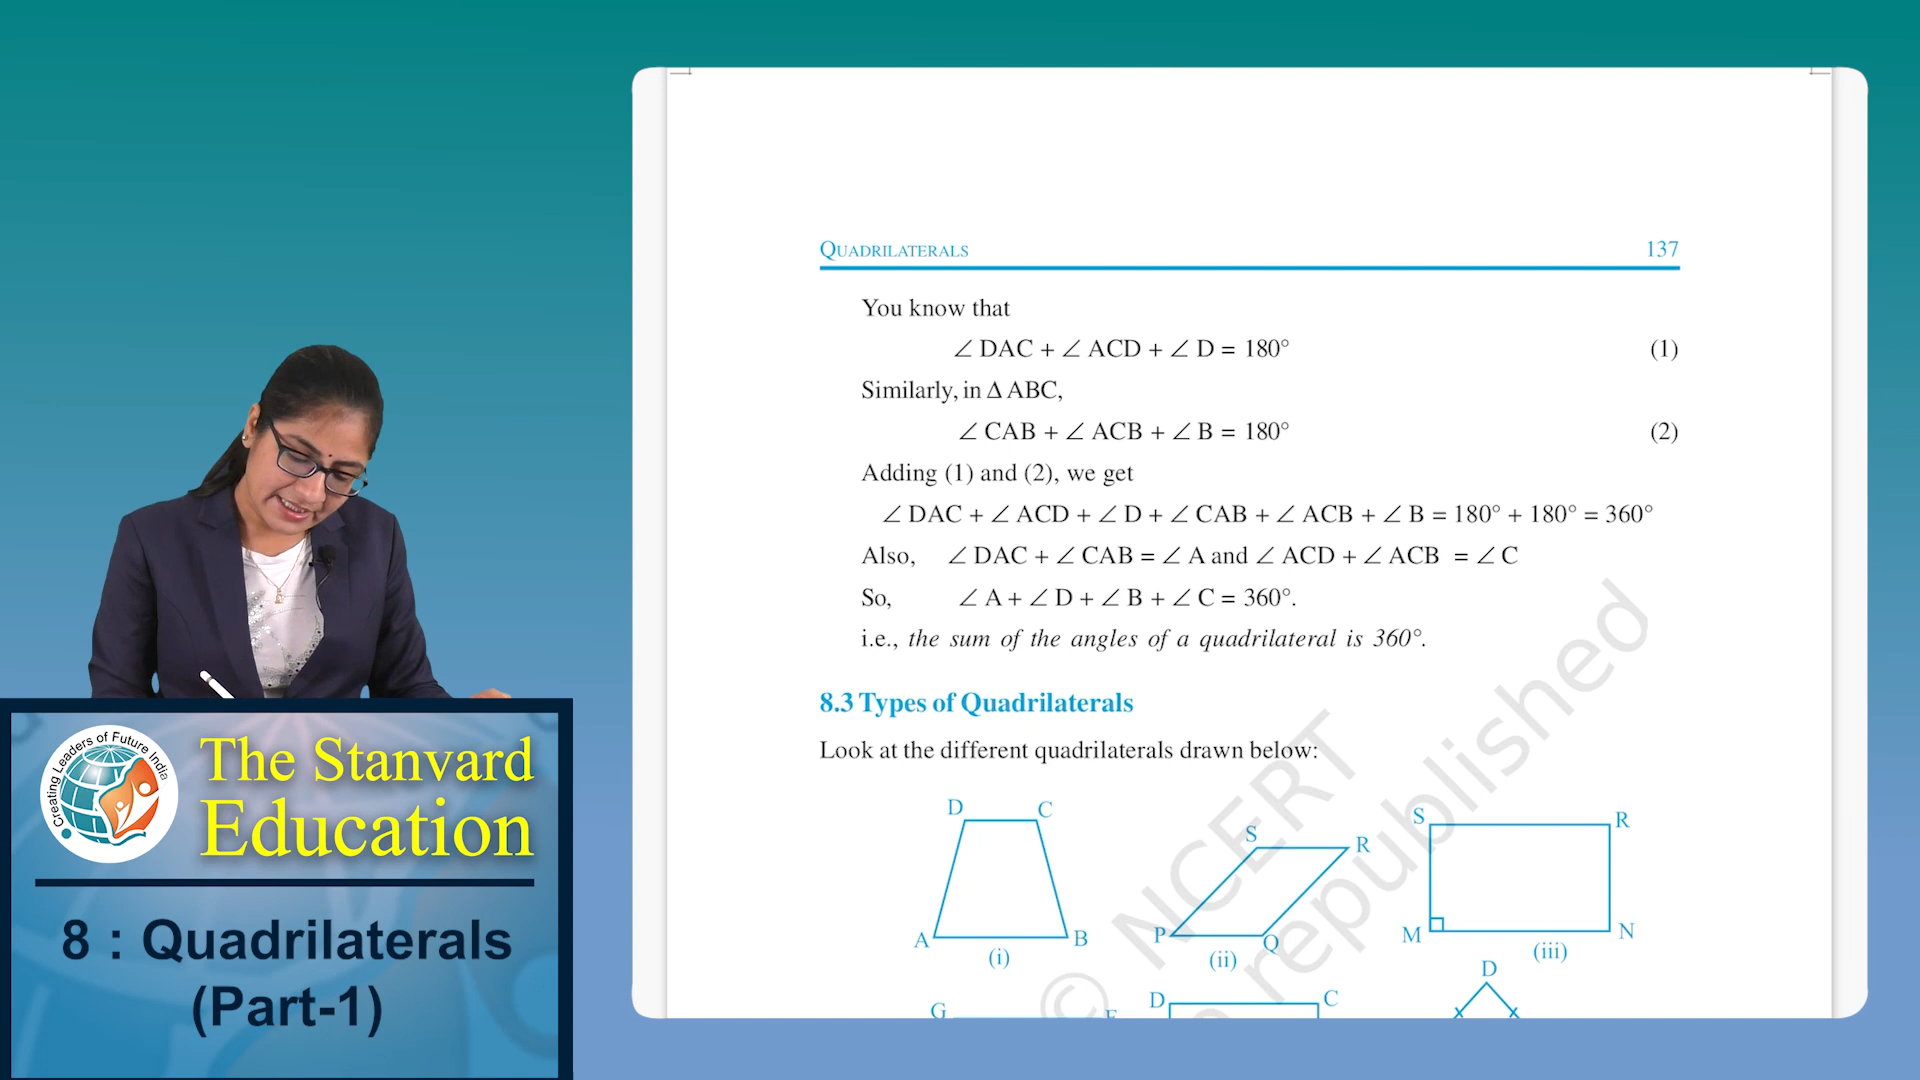 QUADRILATERALS 137
You know that
∠ DAC + ∠ ACD + ∠ D = 180° (1)
Similarly, in Δ ABC,
∠ CAB + ∠ ACB + ∠ B = 180° (2)
Adding (1) and (2), we get
∠ DAC + ∠ ACD + ∠ D + ∠ CAB + ∠ ACB + ∠ B = 180° + 180° = 360°
Also, ∠ DAC + ∠ CAB = ∠ A and ∠ ACD + ∠ ACB = ∠ C
So, ∠ A + ∠ D + ∠ B + ∠ C = 360°.
i.e., the sum of the angles of a quadrilateral is 360°.
8.3 Types of Quadrilaterals
Look at the different quadrilaterals drawn below:
D C
S R
S R
A B
P Q
M N
(i) (ii) (iii)
D
G
D C
© NCERT
republished
Creating Leaders of Future India
The Stanvard
Education
8 : Quadrilaterals
(Part-1)